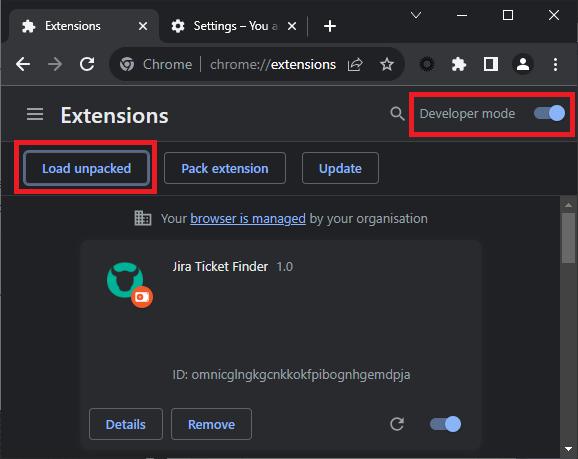 Extensions
Settings – You a
Chrome chrome://extensions
Extensions
Developer mode
Load unpacked
Pack extension
Update
Your browser is managed by your organisation
Jira Ticket Finder 1.0
ID: omnicglngkgcnkkokfpibognhgemdpja
Details
Remove